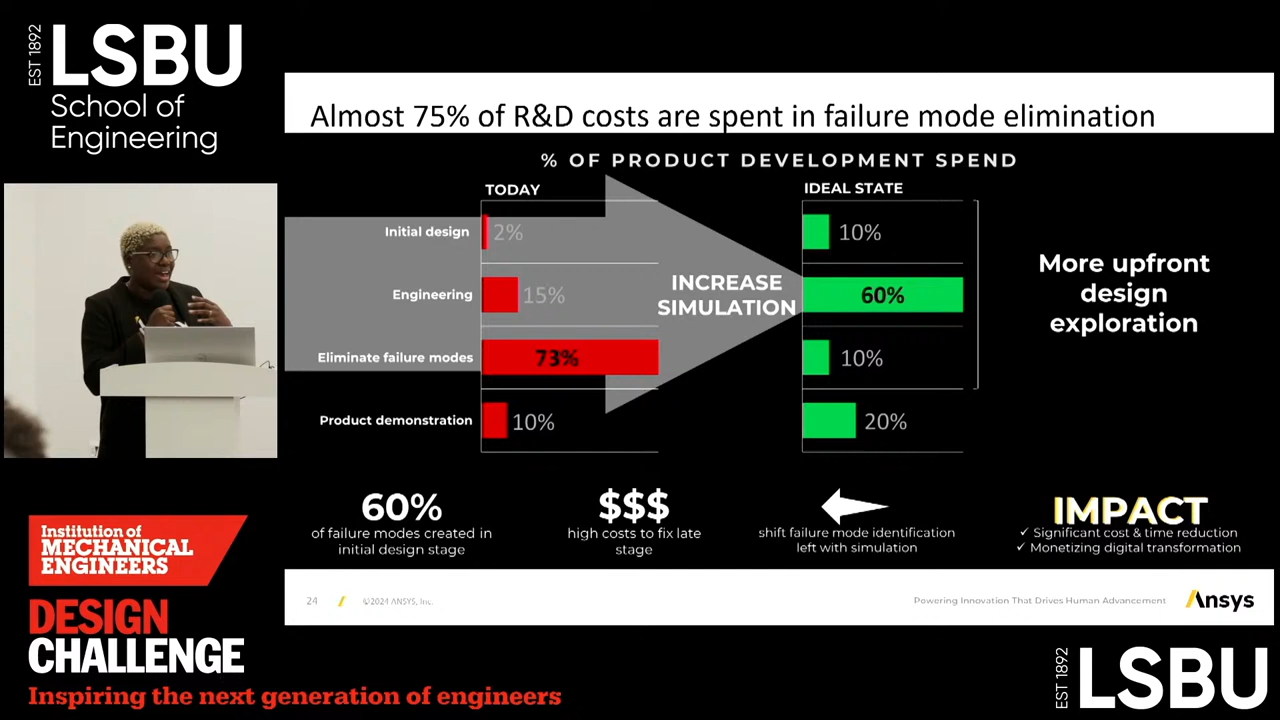 EST 1892
LSBU
School of
Engineering
Almost 75% of R&D costs are spent in failure mode elimination
% OF PRODUCT DEVELOPMENT SPEND
TODAY
IDEAL STATE
Initial design
2%
10%
Engineering
15%
60%
Eliminate failure modes
73%
10%
Product demonstration
10%
20%
INCREASE
SIMULATION
More upfront
design
exploration
60%
of failure modes created in
initial design stage
$$$
high costs to fix late
stage
shift failure mode identification
left with simulation
IMPACT
✓ Significant cost & time reduction
✓ Monetizing digital transformation
24
©2024 ANSYS, Inc.
Powering Innovation That Drives Human Advancement
Ansys
Institution of
MECHANICAL
ENGINEERS
DESIGN
CHALLENGE
Inspiring the next generation of engineers
EST 1892
LSBU